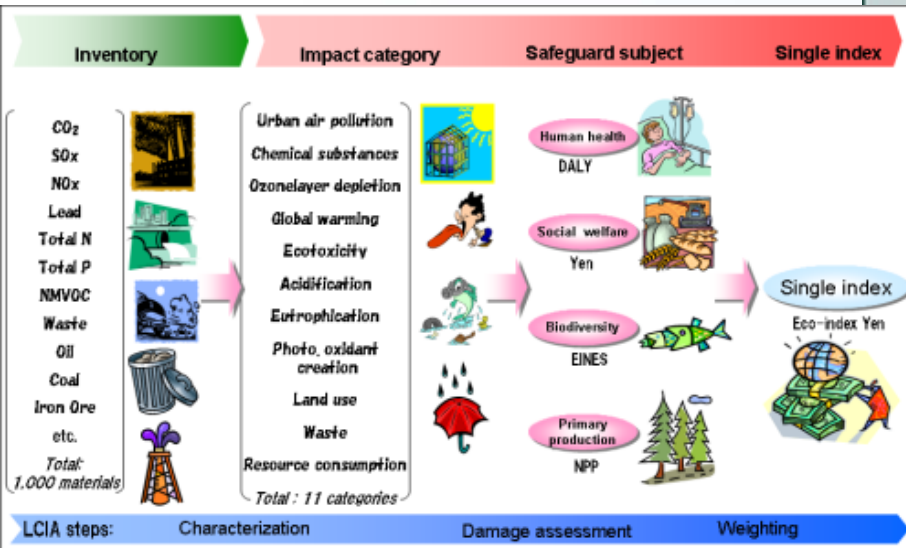 Inventory
Impact category
Safeguard subject
Single index
CO₂
SOx
NOx
Lead
Total N
Total P
NMVOC
Waste
Oil
Coal
Iron Ore
etc.
Total:
1,000 materials
Urban air pollution
Chemical substances
Ozonelayer depletion
Global warming
Ecotoxicity
Acidification
Eutrophication
Photo. oxidant
creation
Land use
Waste
Resource consumption
Total : 11 categories
Human health
DALY
Social welfare
Yen
Biodiversity
EINES
Primary
production
NPP
Single index
Eco-index Yen
LCIA steps:
Characterization
Damage assessment
Weighting